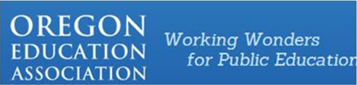 OREGON
EDUCATION
ASSOCIATION
Working Wonders
for Public Education